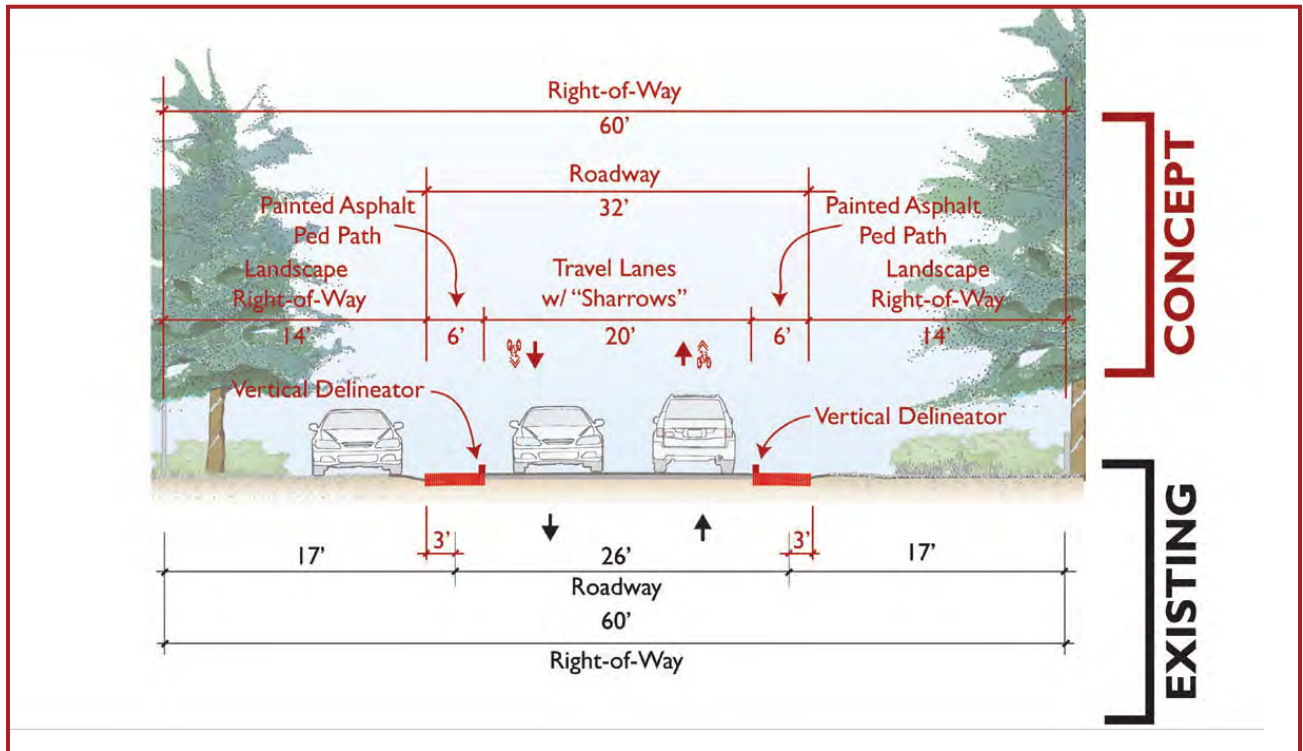 Right-of-Way
60’
Roadway
32’
Painted Asphalt
Ped Path
Painted Asphalt
Ped Path
Landscape
Right-of-Way
Travel Lanes
w/ “Sharrows”
Landscape
Right-of-Way
14’
6’
20’
6’
14’
Vertical Delineator
Vertical Delineator
CONCEPT
3’
3’
17’
26’
17’
Roadway
60’
Right-of-Way
EXISTING